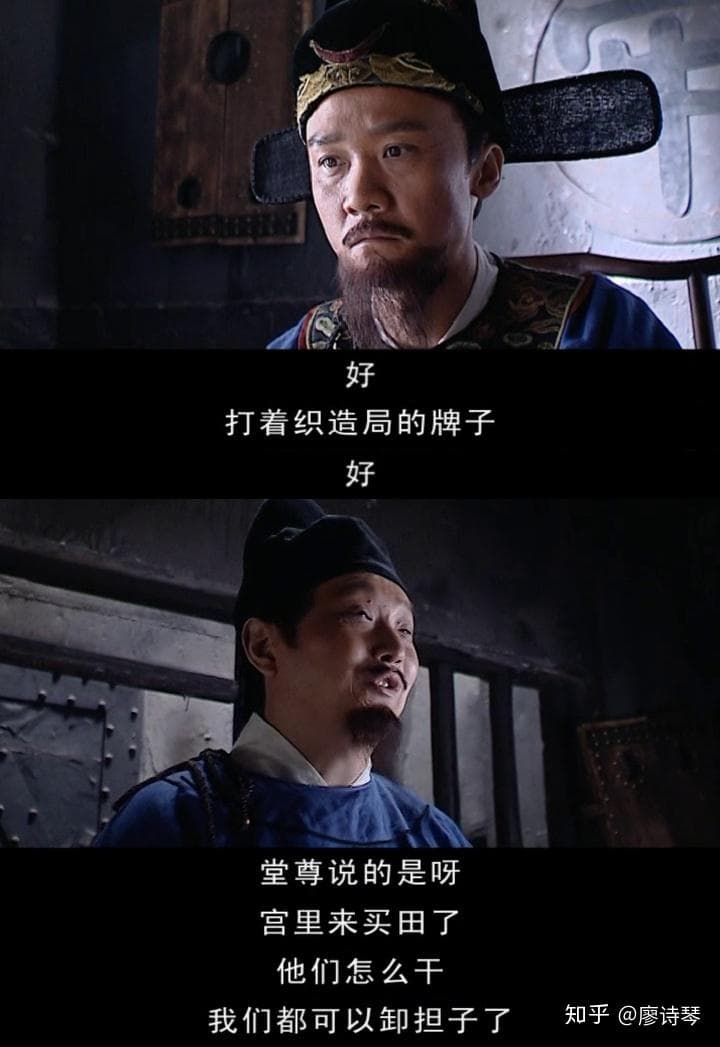 好
打着织造局的牌子
好
堂尊说的是呀
宫里来买田了
他们怎么干
我们都可以卸担子了
知乎 @廖诗琴